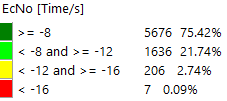 EcNo [Time/s]
>= -8 5676 75.42%
< -8 and >= -12 1636 21.74%
< -12 and >= -16 206 2.74%
< -16 7 0.09%